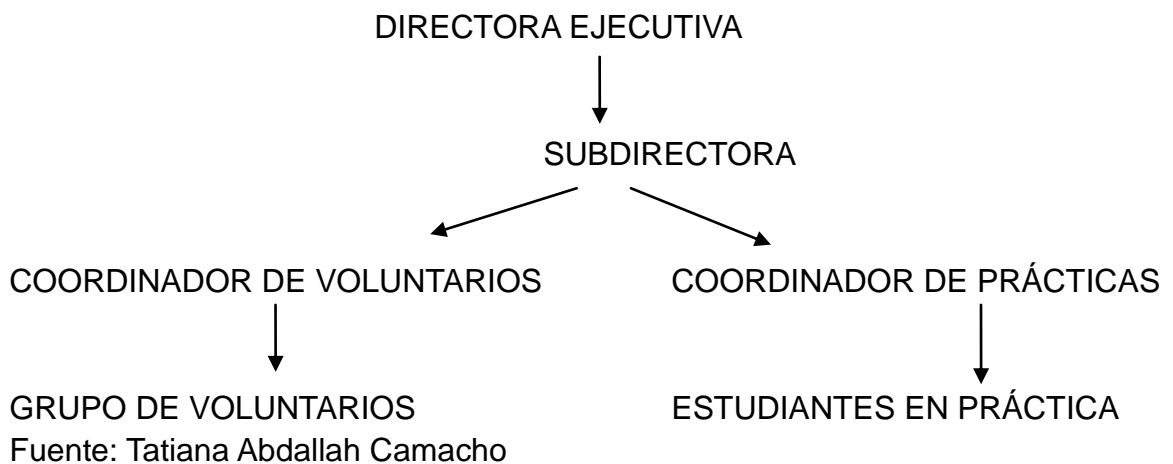 DIRECTORA EJECUTIVA
SUBDIRECTORA
COORDINADOR DE VOLUNTARIOS
COORDINADOR DE PRÁCTICAS
GRUPO DE VOLUNTARIOS
ESTUDIANTES EN PRÁCTICA
Fuente: Tatiana Abdallah Camacho